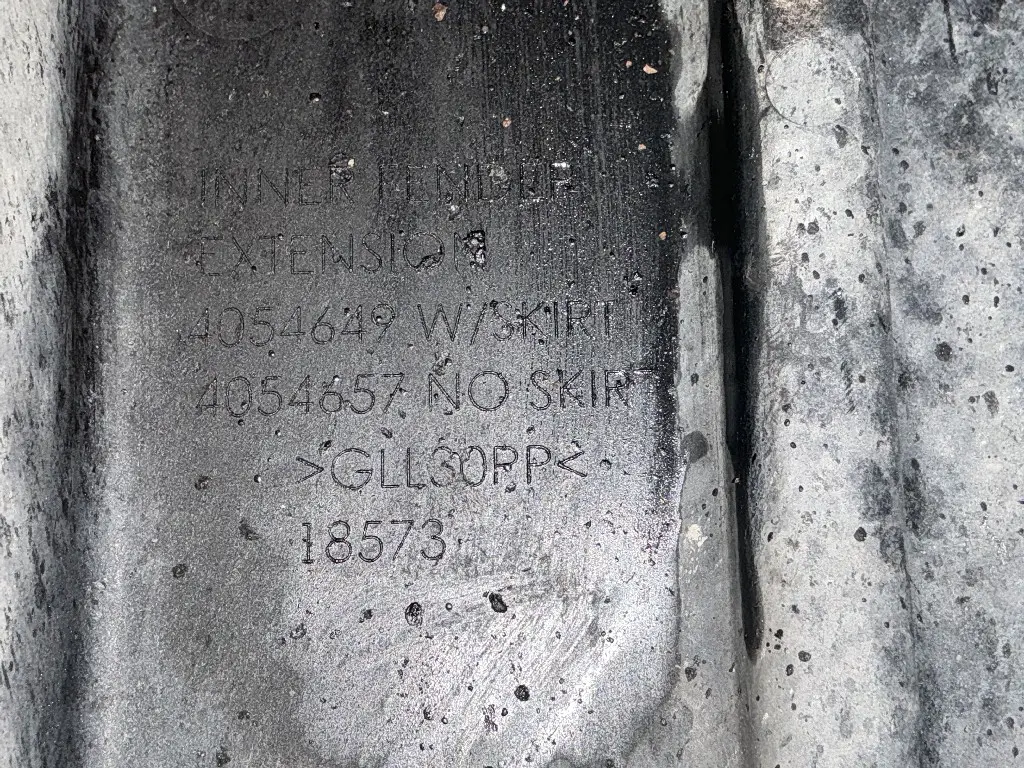 INNER FENDER
EXTENSION
4054649 W/SKIRT
4054657 NO SKIRT
>GLL30PP<
18573